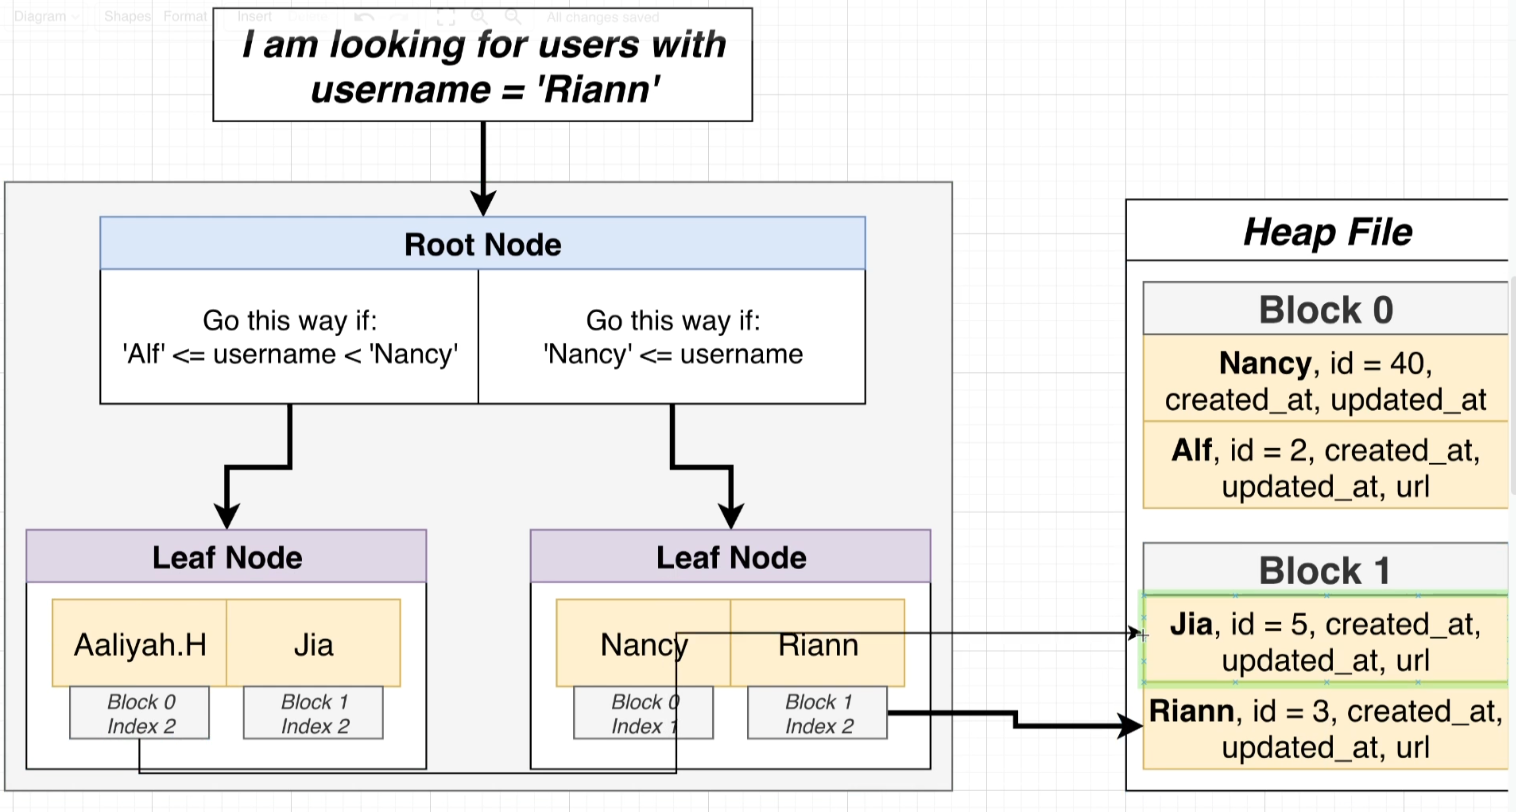 Diagram
Shapes
Format
Insert
Delete
All changes saved
I am looking for users with
username = 'Riann'
Root Node
Go this way if:
'Alf' <= username < 'Nancy'
Go this way if:
'Nancy' <= username
Leaf Node
Aaliyah.H
Jia
Block 0
Index 2
Block 1
Index 2
Leaf Node
Nancy
Riann
Block 0
Index 1
Block 1
Index 2
Heap File
Block 0
Nancy, id = 40,
created_at, updated_at
Alf, id = 2, created_at,
updated_at, url
Block 1
Jia, id = 5, created_at,
updated_at, url
Riann, id = 3, created_at,
updated_at, url